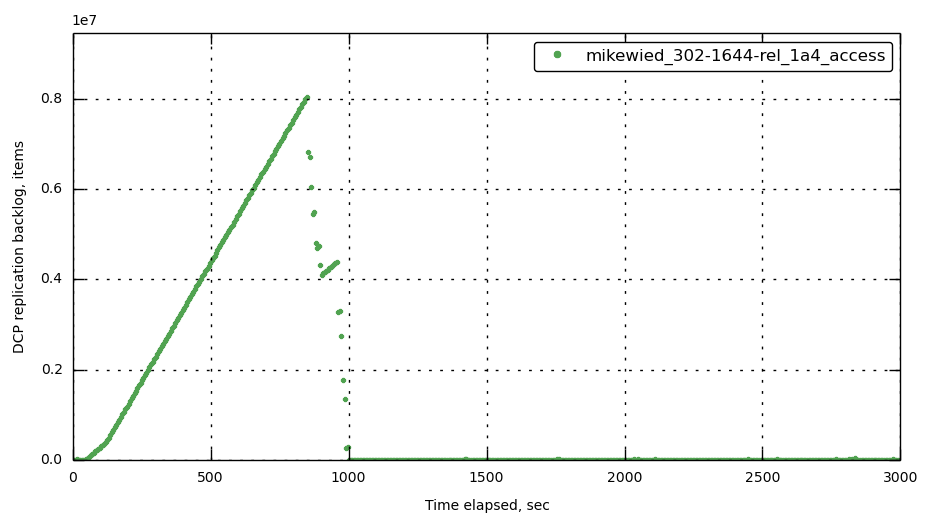 1e7
mikewied_302-1644-rel_1a4_access
DCP replication backlog, items
0.8
0.6
0.4
0.2
0.0
0 500 1000 1500 2000 2500 3000
Time elapsed, sec